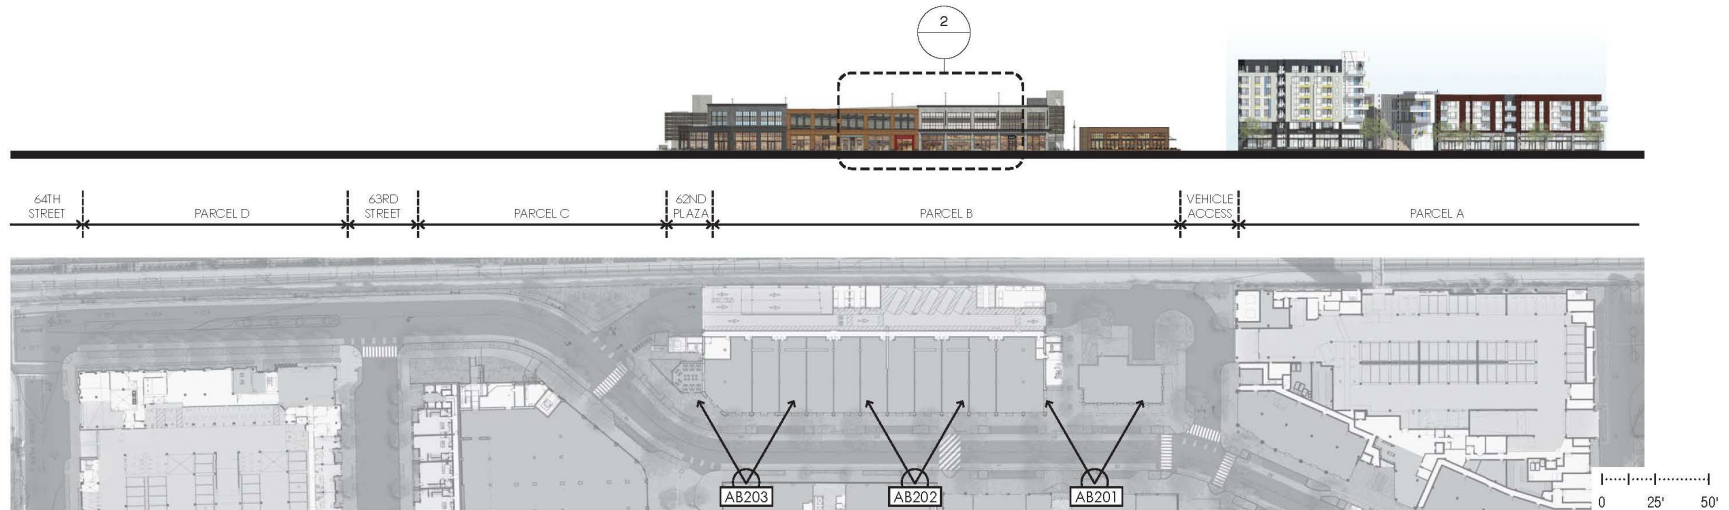 2
64TH
STREET
PARCEL D
63RD
STREET
PARCEL C
62ND
PLAZA
PARCEL B
VEHICLE
ACCESS
PARCEL A
AB203
AB202
AB201
0 25' 50'